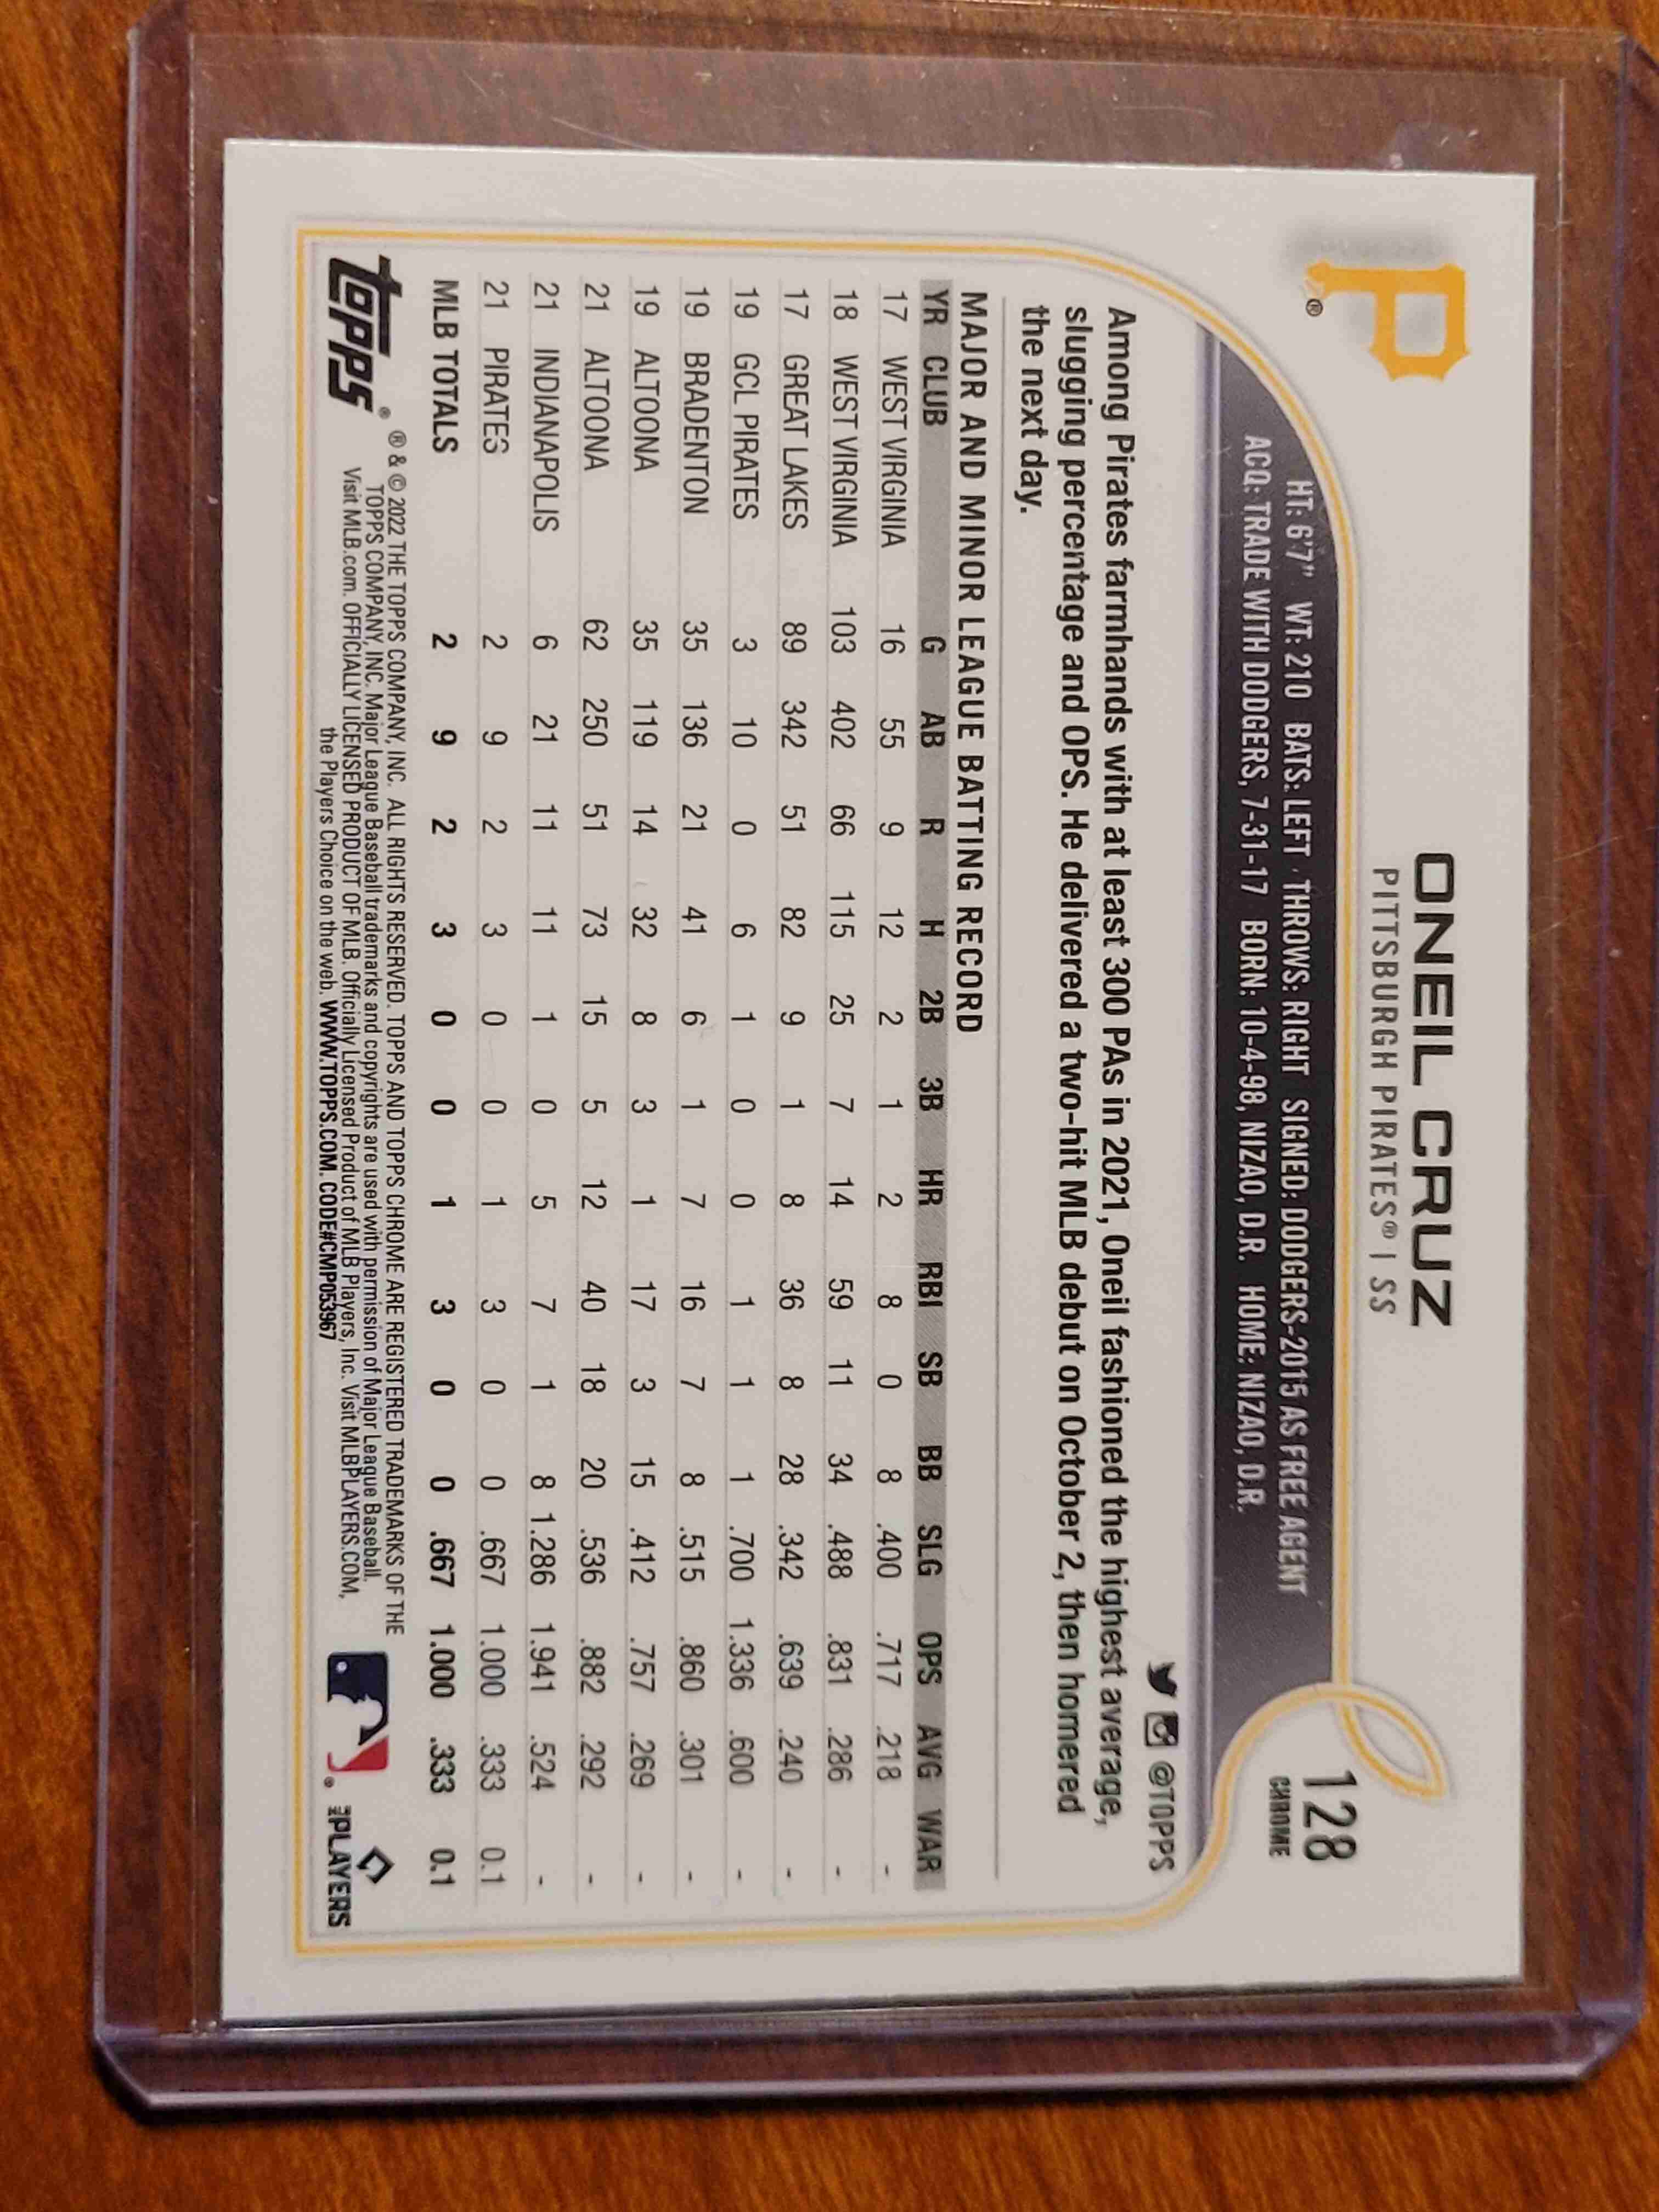 ONEIL CRUZ
PITTSBURGH PIRATES® | SS
128
CHROME
P®
HT: 6'7" WT: 210 BATS: LEFT THROWS: RIGHT SIGNED: DODGERS-2015 AS FREE AGENT
ACQ: TRADE WITH DODGERS, 7-31-17 BORN: 10-4-98, NIZAO, D.R. HOME: NIZAO, D.R.
@TOPPS
Among Pirates farmhands with at least 300 PAs in 2021, Oneil fashioned the highest average,
slugging percentage and OPS. He delivered a two-hit MLB debut on October 2, then homered
the next day.
MAJOR AND MINOR LEAGUE BATTING RECORD
YR CLUB G AB R H 2B 3B HR RBI SB BB SLG OPS AVG WAR
17 WEST VIRGINIA 16 55 9 12 2 1 2 8 0 8 .400 .717 .218 -
18 WEST VIRGINIA 103 402 66 115 25 7 14 59 11 34 .488 .831 .286 -
17 GREAT LAKES 89 342 51 82 9 1 8 36 8 28 .342 .639 .240 -
19 GCL PIRATES 3 10 0 6 1 0 0 1 1 1 .700 1.336 .600 -
19 BRADENTON 35 136 21 41 6 1 7 16 7 8 .515 .860 .301 -
19 ALTOONA 35 119 14 32 8 3 1 17 3 15 .412 .757 .269 -
21 ALTOONA 62 250 51 73 15 5 12 40 18 20 .536 .882 .292 -
21 INDIANAPOLIS 6 21 11 11 1 0 5 7 1 8 1.286 1.941 .524 -
21 PIRATES 2 9 2 3 0 0 1 3 0 0 .667 1.000 .333 0.1
MLB TOTALS 2 9 2 3 0 0 1 3 0 0 .667 1.000 .333 0.1
topps®
® & © 2022 THE TOPPS COMPANY, INC. ALL RIGHTS RESERVED. TOPPS AND TOPPS CHROME ARE REGISTERED TRADEMARKS OF THE
TOPPS COMPANY, INC. Major League Baseball trademarks and copyrights are used with permission of Major League Baseball.
Visit MLB.com. OFFICIALLY LICENSED PRODUCT OF MLB. Officially Licensed Product of MLB Players, Inc. Visit MLBPLAYERS.COM,
the Players Choice on the web. WWW.TOPPS.COM. CODE#CMP053967
MLB PLAYERS